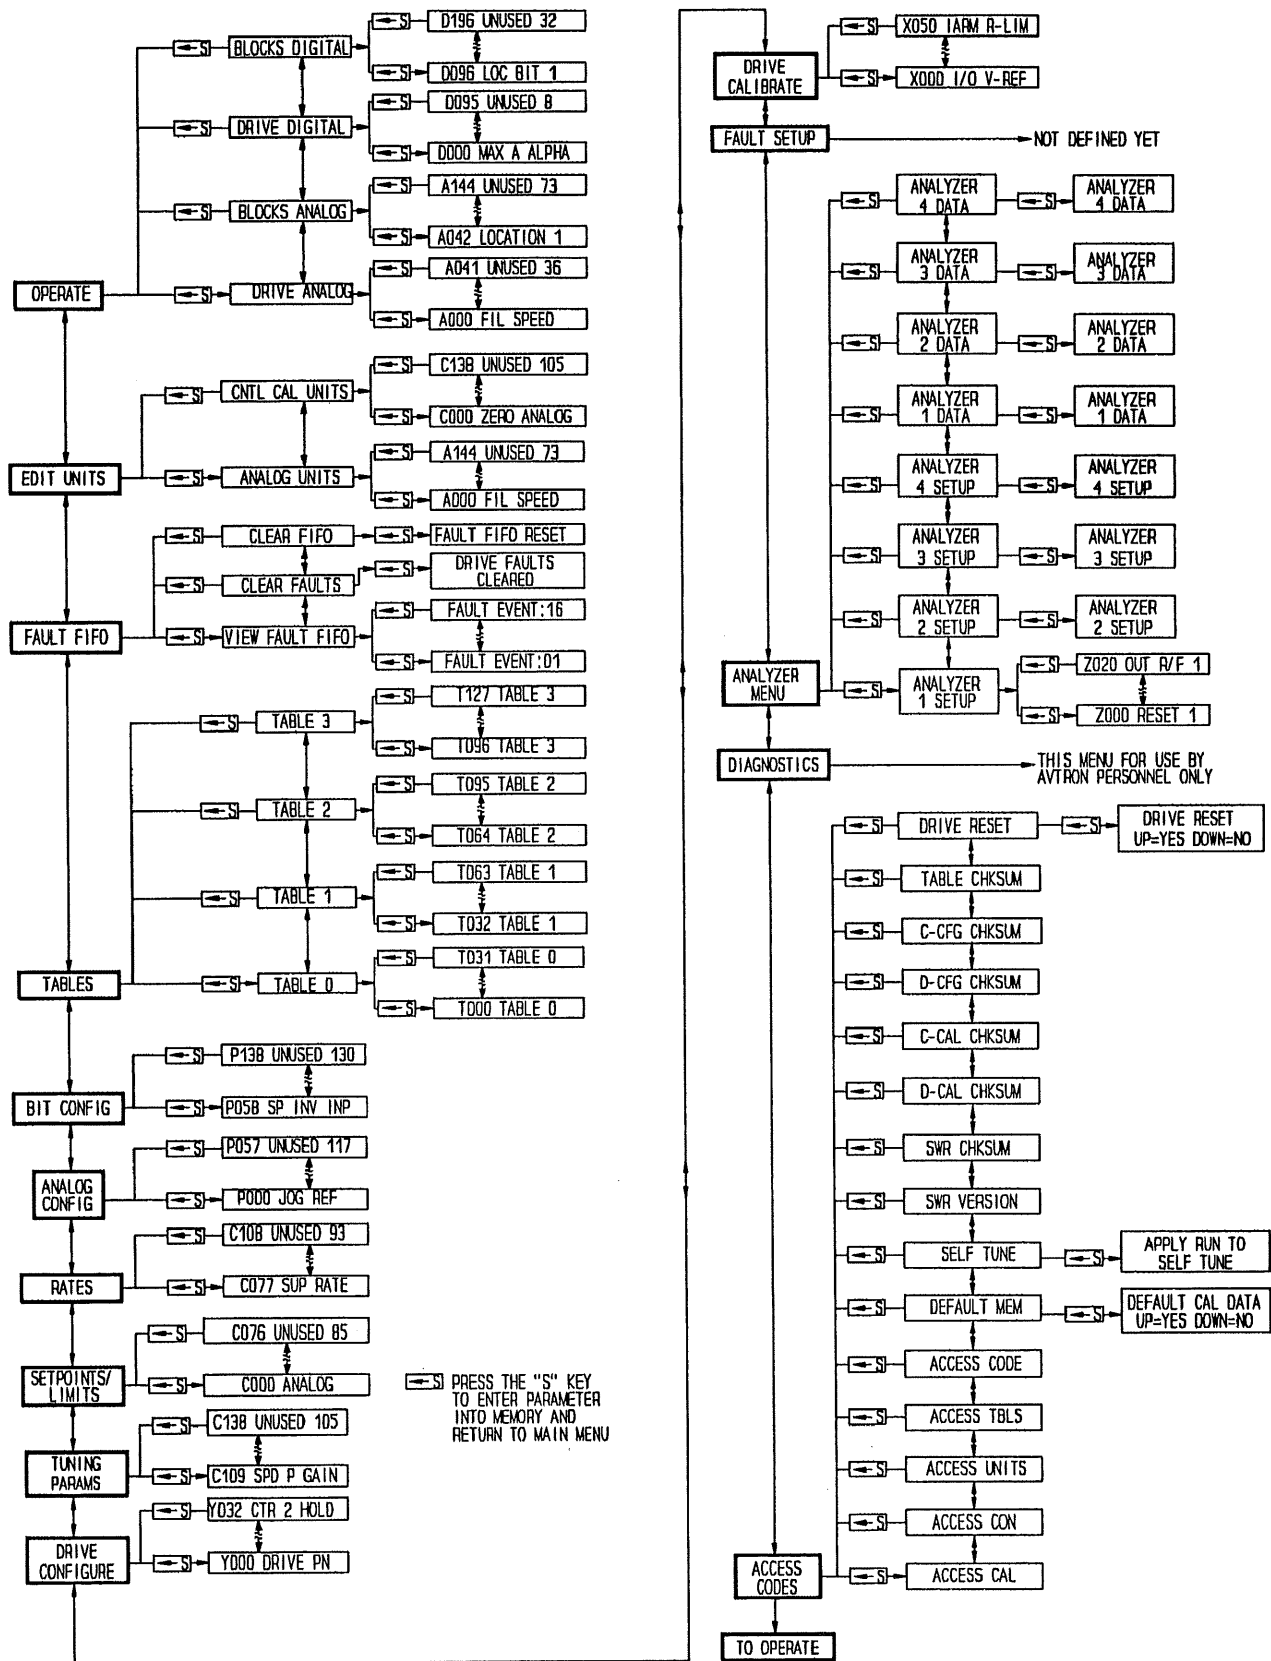 OPERATE
S
BLOCKS DIGITAL
S
D196 UNUSED 32
S
D096 LOC BIT 1
S
DRIVE DIGITAL
S
D095 UNUSED 8
S
D000 MAX A ALPHA
S
BLOCKS ANALOG
S
A144 UNUSED 73
S
A042 LOCATION 1
S
DRIVE ANALOG
S
A041 UNUSED 36
S
A000 FIL SPEED
EDIT UNITS
S
CNTL CAL UNITS
S
C138 UNUSED 105
S
C000 ZERO ANALOG
S
ANALOG UNITS
S
A144 UNUSED 73
S
A000 FIL SPEED
FAULT FIFO
S
CLEAR FIFO
S
FAULT FIFO RESET
S
CLEAR FAULTS
S
DRIVE FAULTS
CLEARED
S
VIEW FAULT FIFO
S
FAULT EVENT:16
S
FAULT EVENT:01
TABLES
S
TABLE 3
S
T127 TABLE 3
S
T096 TABLE 3
S
TABLE 2
S
T095 TABLE 2
S
T064 TABLE 2
S
TABLE 1
S
T063 TABLE 1
S
T032 TABLE 1
S
TABLE 0
S
T031 TABLE 0
S
T000 TABLE 0
BIT CONFIG
S
P138 UNUSED 130
S
P058 SP INV INP
ANALOG
CONFIG
S
P057 UNUSED 117
S
P000 JOG REF
RATES
S
C108 UNUSED 93
S
C077 SUP RATE
SETPOINTS/
LIMITS
S
C076 UNUSED 85
S
C000 ANALOG
TUNING
PARAMS
S
C138 UNUSED 105
S
C109 SPD P GAIN
DRIVE
CONFIGURE
S
Y032 CTR 2 HOLD
S
Y000 DRIVE PN
S
PRESS THE "S" KEY
TO ENTER PARAMETER
INTO MEMORY AND
RETURN TO MAIN MENU
DRIVE
CALIBRATE
S
X050 IARM R-LIM
S
X000 I/O V-REF
FAULT SETUP
NOT DEFINED YET
ANALYZER
MENU
S
ANALYZER
4 DATA
S
ANALYZER
4 DATA
S
ANALYZER
3 DATA
S
ANALYZER
3 DATA
S
ANALYZER
2 DATA
S
ANALYZER
2 DATA
S
ANALYZER
1 DATA
S
ANALYZER
1 DATA
S
ANALYZER
4 SETUP
S
ANALYZER
4 SETUP
S
ANALYZER
3 SETUP
S
ANALYZER
3 SETUP
S
ANALYZER
2 SETUP
S
ANALYZER
2 SETUP
S
ANALYZER
1 SETUP
S
Z020 OUT R/F 1
S
Z000 RESET 1
DIAGNOSTICS
THIS MENU FOR USE BY
AVTRON PERSONNEL ONLY
ACCESS
CODES
S
DRIVE RESET
S
DRIVE RESET
UP=YES DOWN=NO
S
TABLE CHKSUM
S
C-CFG CHKSUM
S
D-CFG CHKSUM
S
C-CAL CHKSUM
S
D-CAL CHKSUM
S
SWR CHKSUM
S
SWR VERSION
S
SELF TUNE
S
APPLY RUN TO
SELF TUNE
S
DEFAULT MEM
S
DEFAULT CAL DATA
UP=YES DOWN=NO
S
ACCESS CODE
S
ACCESS TBLS
S
ACCESS UNITS
S
ACCESS CON
S
ACCESS CAL
TO OPERATE